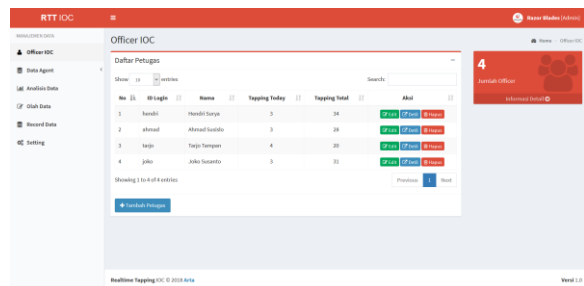 RTT IOC
Razor Blades (Admin)
MANAJEMEN DATA
Officer IOC
Data Agent
Analisis Data
Olah Data
Record Data
Setting
Officer IOC
Home Officer IOC
Daftar Petugas
Show 10 entries
Search:
No ID Login Nama Tapping Today Tapping Total Aksi
1 hendri Hendri Surya 3 34 Edit Hapus
2 ahmad Ahmad Susilo 3 28 Edit Hapus
3 tarjo Tarjo Tampan 4 20 Edit Hapus
4 joko Joko Susanto 3 31 Edit Hapus
Showing 1 to 4 of 4 entries
Previous 1 Next
Tambah Petugas
4
Jumlah Officer
Informasi Detail
Realtime Tapping IOC © 2018 Arta
Versi 1.0